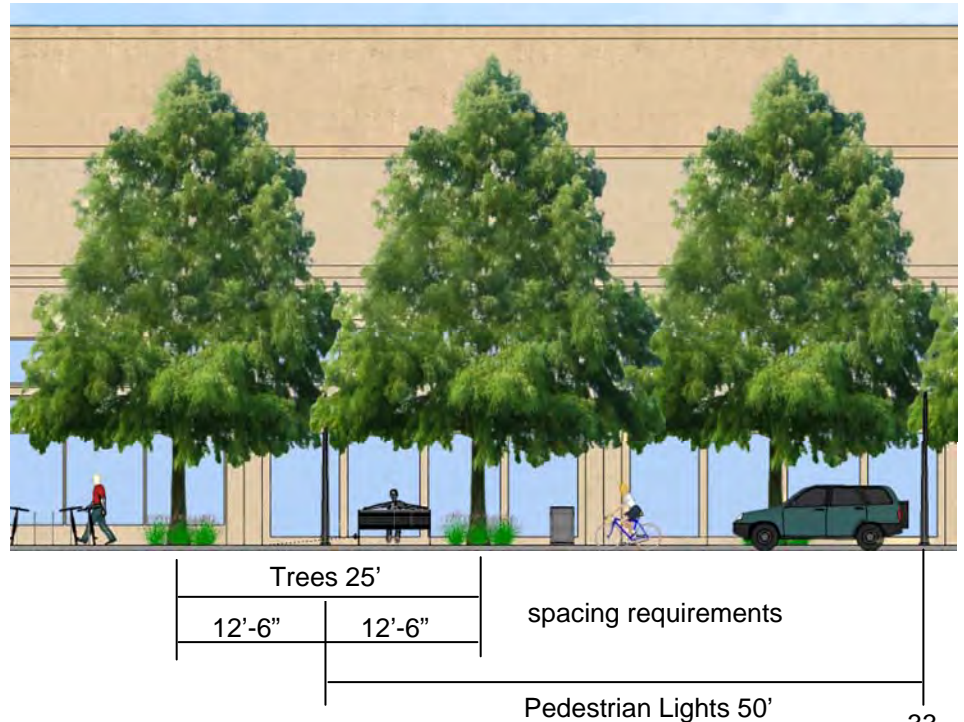 Trees 25’
12’-6” 12’-6”
spacing requirements
Pedestrian Lights 50’